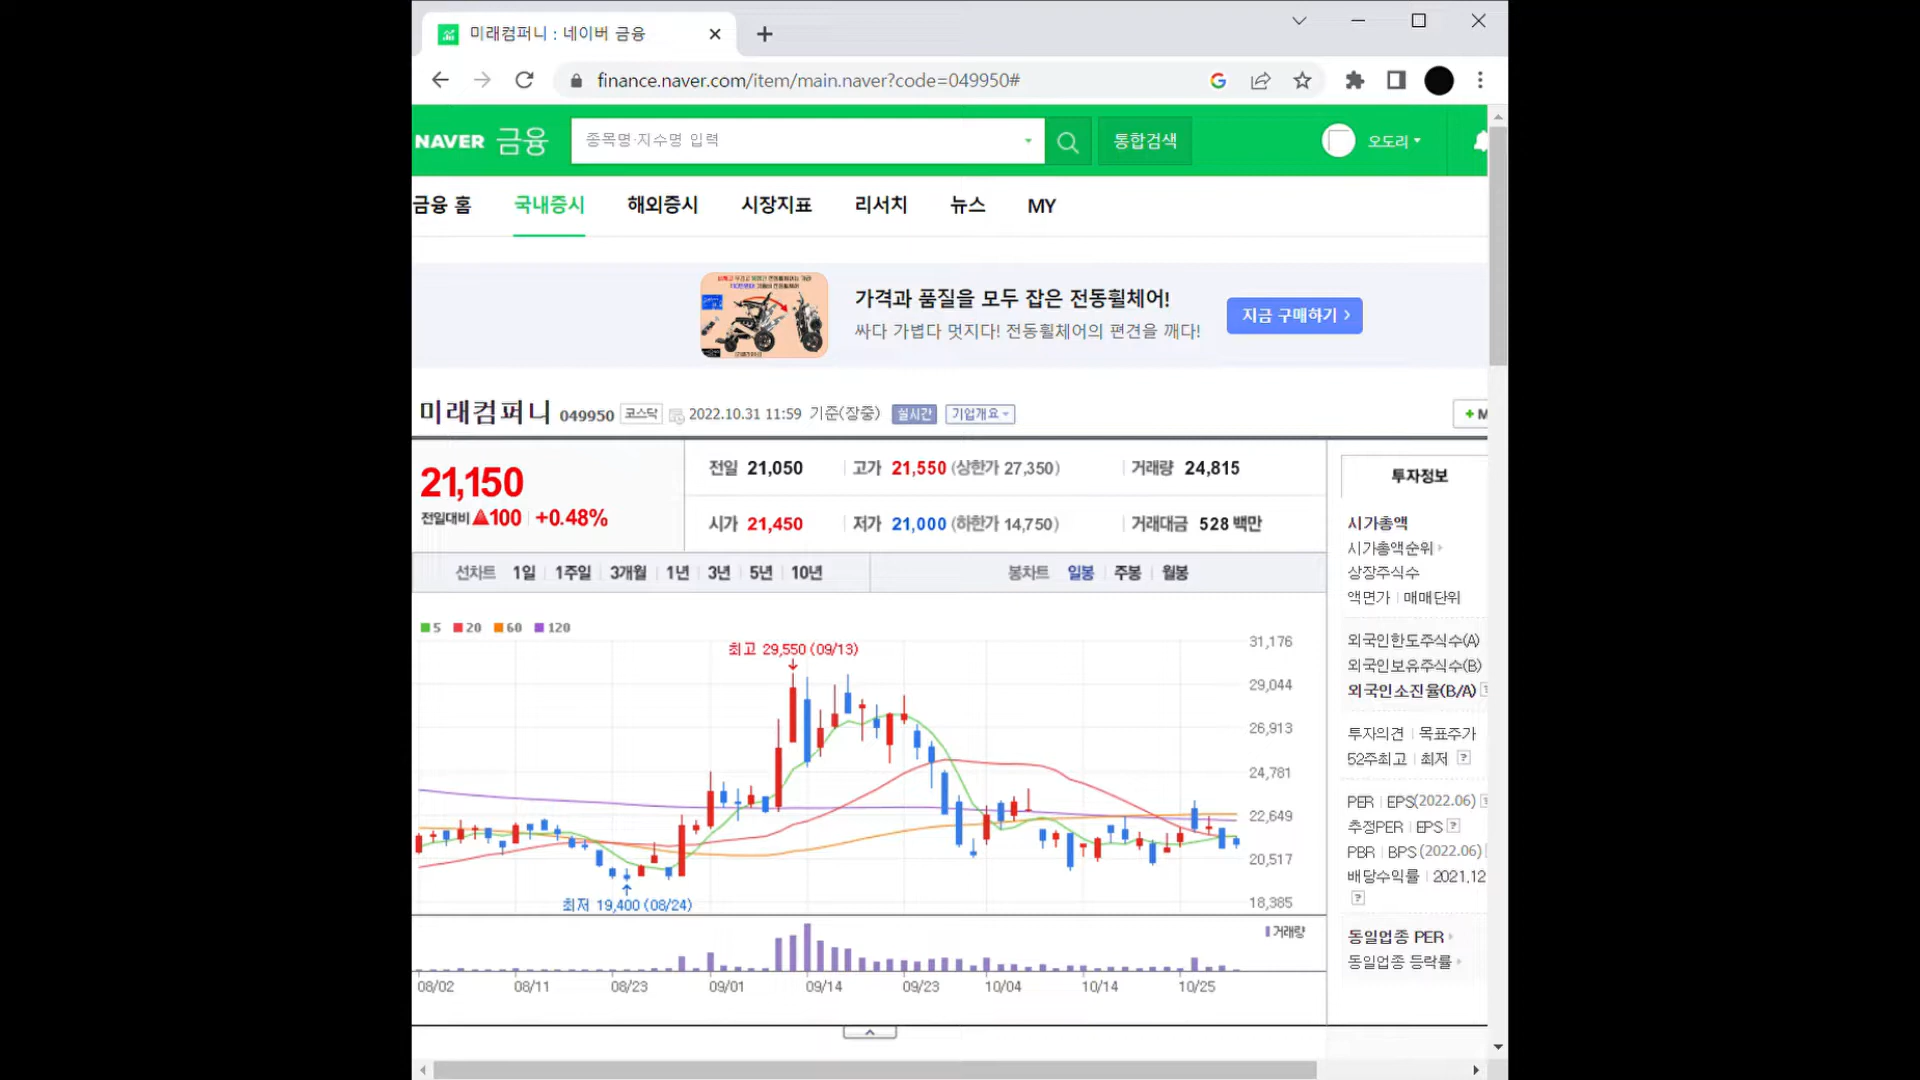 미래컴퍼니 : 네이버 금융
finance.naver.com/item/main.naver?code=049950#
NAVER 금융
종목명·지수명 입력
통합검색
오도리
금융 홈 국내증시 해외증시 시장지표 리서치 뉴스 MY
가격과 품질을 모두 잡은 전동휠체어!
싸다 가볍다 멋지다! 전동휠체어의 편견을 깨다!
지금 구매하기
미래컴퍼니 049950 코스닥 2022.10.31 11:59 기준(장중) 실시간 기업개요
+ M
21,150
전일대비 ▲100 +0.48%
전일 21,050 고가 21,550 (상한가 27,350) 거래량 24,815
시가 21,450 저가 21,000 (하한가 14,750) 거래대금 528 백만
선차트 1일 1주일 3개월 1년 3년 5년 10년 봉차트 일봉 주봉 월봉
5 20 60 120
최고 29,550 (09/13)
31,176
29,044
26,913
24,781
22,649
20,517
18,385
최저 19,400 (08/24)
거래량
08/02 08/11 08/23 09/01 09/14 09/23 10/04 10/14 10/25
투자정보
시가총액
시가총액순위
상장주식수
액면가 매매단위
외국인한도주식수(A)
외국인보유주식수(B)
외국인소진율(B/A) ?
투자의견 목표주가
52주최고 최저 ?
PER EPS(2022.06) ?
추정PER EPS ?
PBR BPS (2022.06)
배당수익률 2021.12
?
동일업종 PER
동일업종 등락률